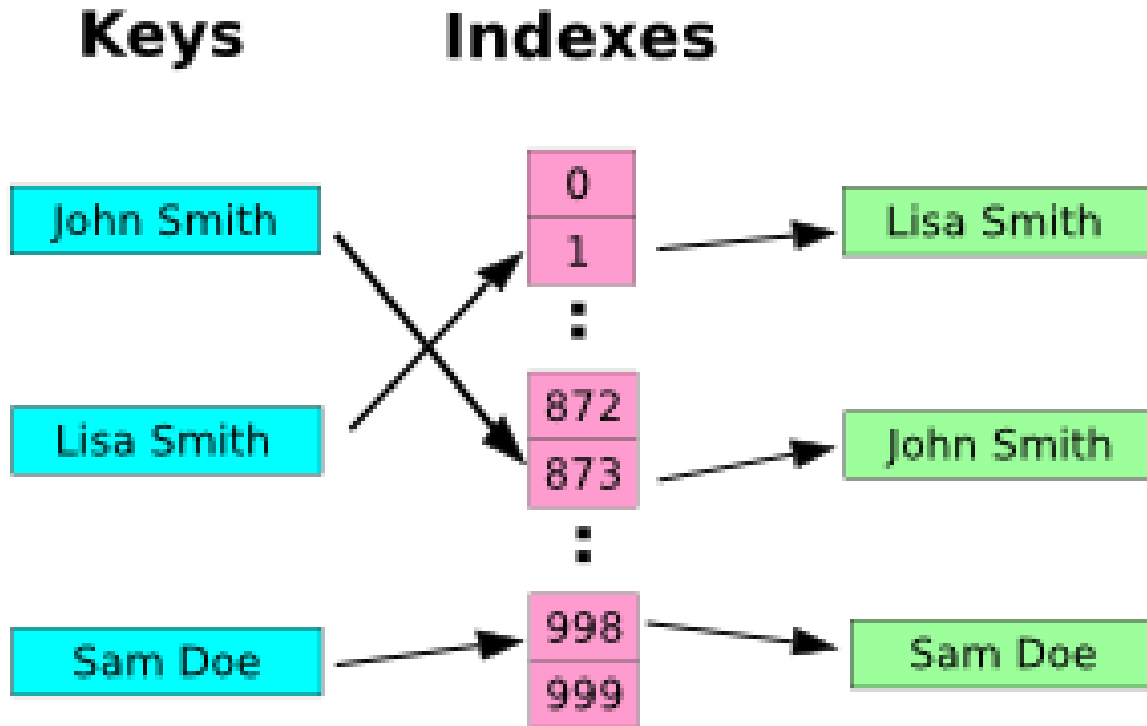 Keys Indexes
0
John Smith
Lisa Smith
1
872
Lisa Smith
John Smith
873
998
Sam Doe
Sam Doe
999